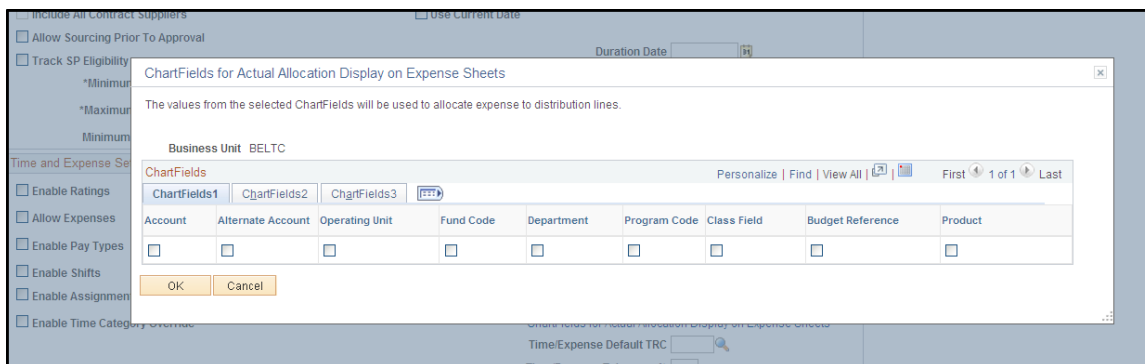 Include All Contract Suppliers
Use Current Date
Allow Sourcing Prior To Approval
Duration Date
Track SP Eligibility
ChartFields for Actual Allocation Display on Expense Sheets
*Minimum
The values from the selected ChartFields will be used to allocate expense to distribution lines.
*Maximum
Minimum
Business Unit BELTC
Time and Expense Se
ChartFields
Personalize | Find | View All | First 1 of 1 Last
Enable Ratings
ChartFields1 ChartFields2 ChartFields3
Allow Expenses
Account Alternate Account Operating Unit Fund Code Department Program Code Class Field Budget Reference Product
Enable Pay Types
Enable Shifts
OK Cancel
Enable Assignmen
Enable Time Category Override
ChartFields for Actual Allocation Display on Expense Sheets
Time/Expense Default TRC